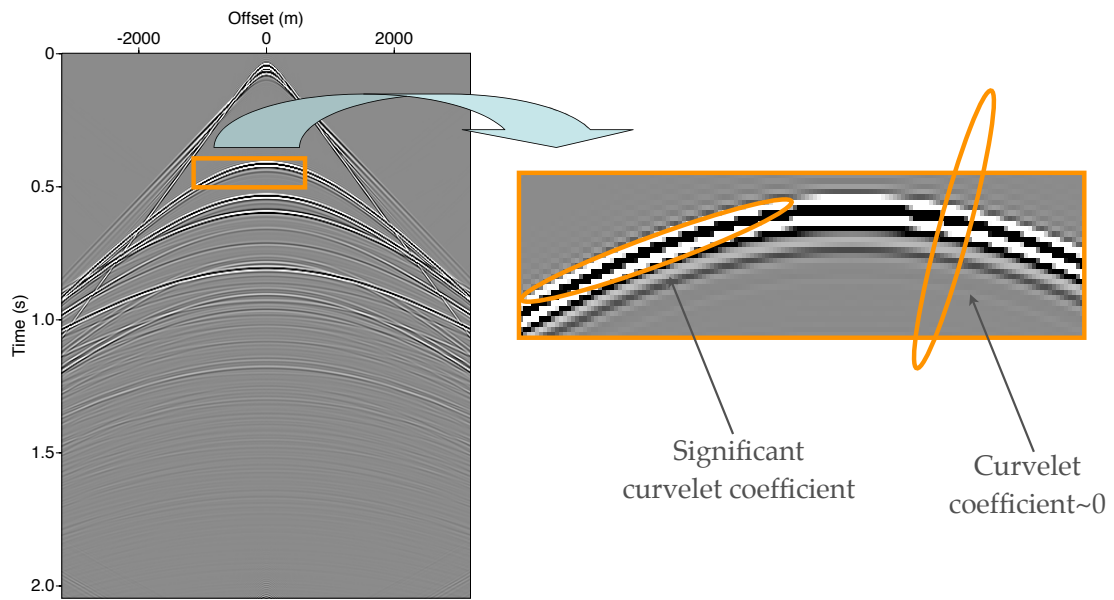 Offset (m)
-2000 0 2000
0
0.5
1.0
1.5
2.0
Time (s)
Significant
curvelet coefficient
Curvelet
coefficient~0